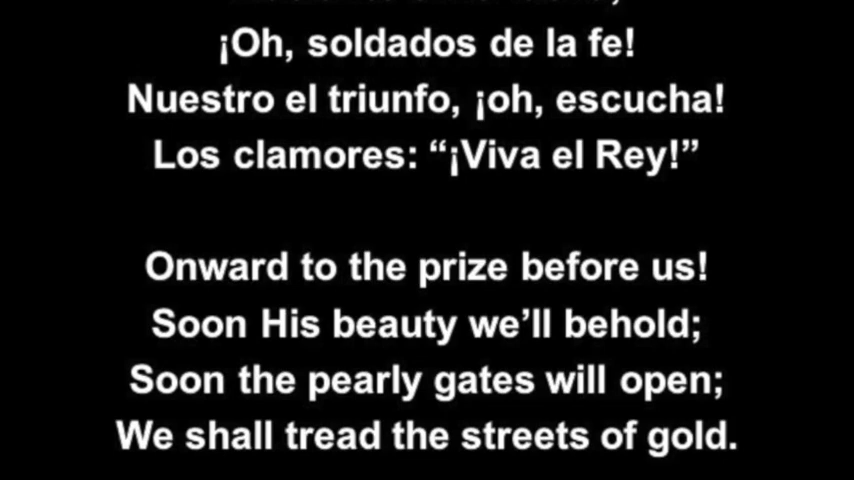 ¡Oh, soldados de la fe!
Nuestro el triunfo, ¡oh, escucha!
Los clamores: “¡Viva el Rey!”
Onward to the prize before us!
Soon His beauty we’ll behold;
Soon the pearly gates will open;
We shall tread the streets of gold.